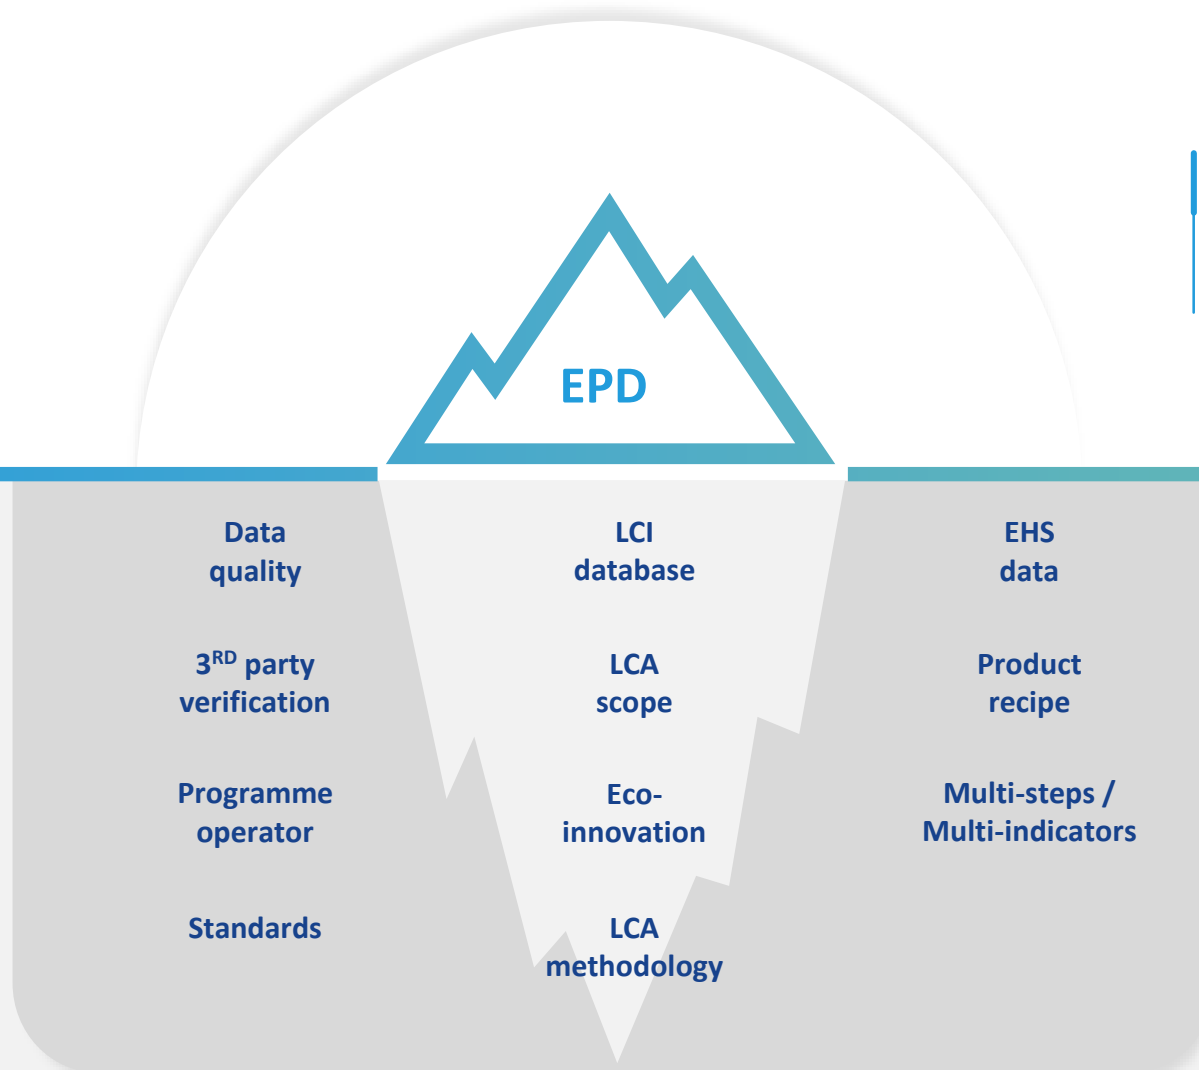 EPD
Data
quality
3RD party
verification
Programme
operator
Standards
LCI
database
LCA
scope
Eco-
innovation
LCA
methodology
EHS
data
Product
recipe
Multi-steps /
Multi-indicators